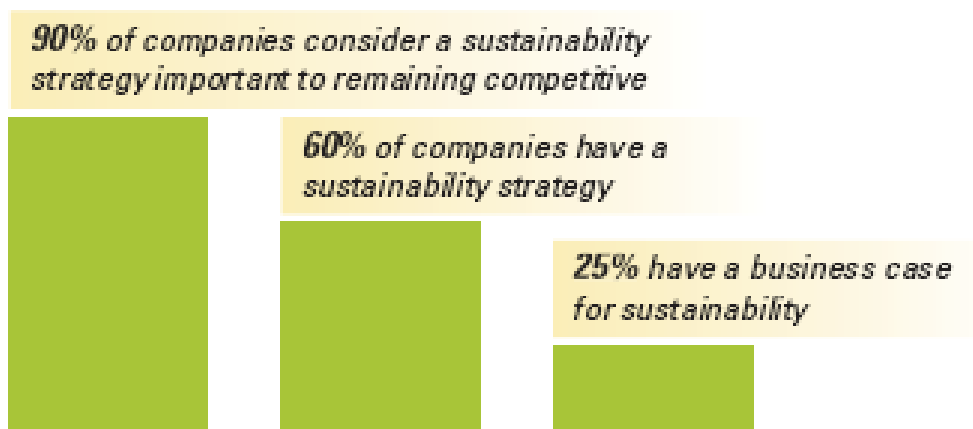 90% of companies consider a sustainability
strategy important to remaining competitive
60% of companies have a
sustainability strategy
25% have a business case
for sustainability